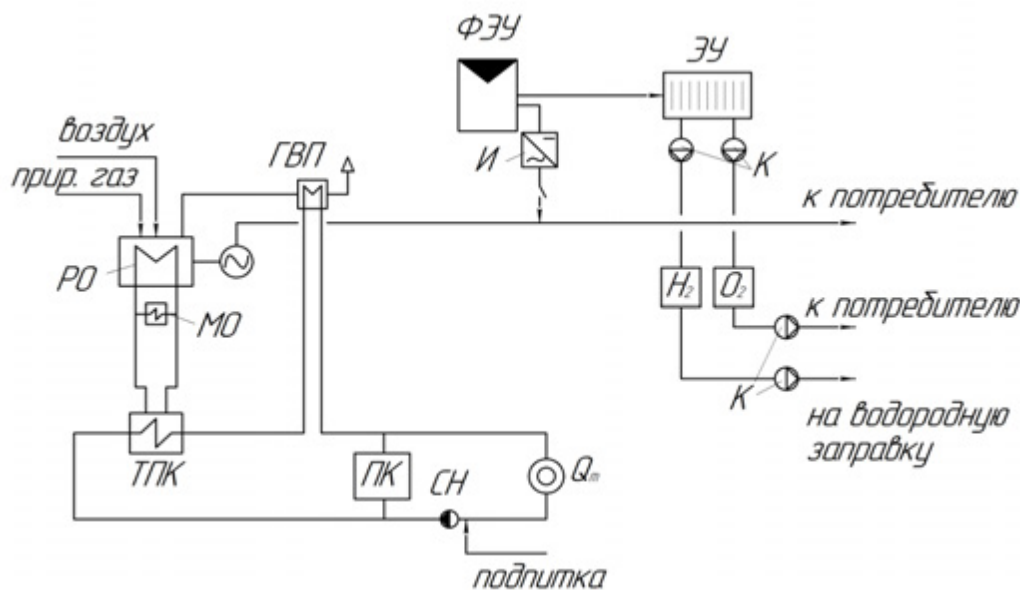 ФЭУ
ЭУ
воздух
ГВП
И
К
прир. газ
к потребителю
РО
H₂
O₂
МО
к потребителю
К
на водородную
заправку
ТПК
ПК
СН
Qт
подпитка